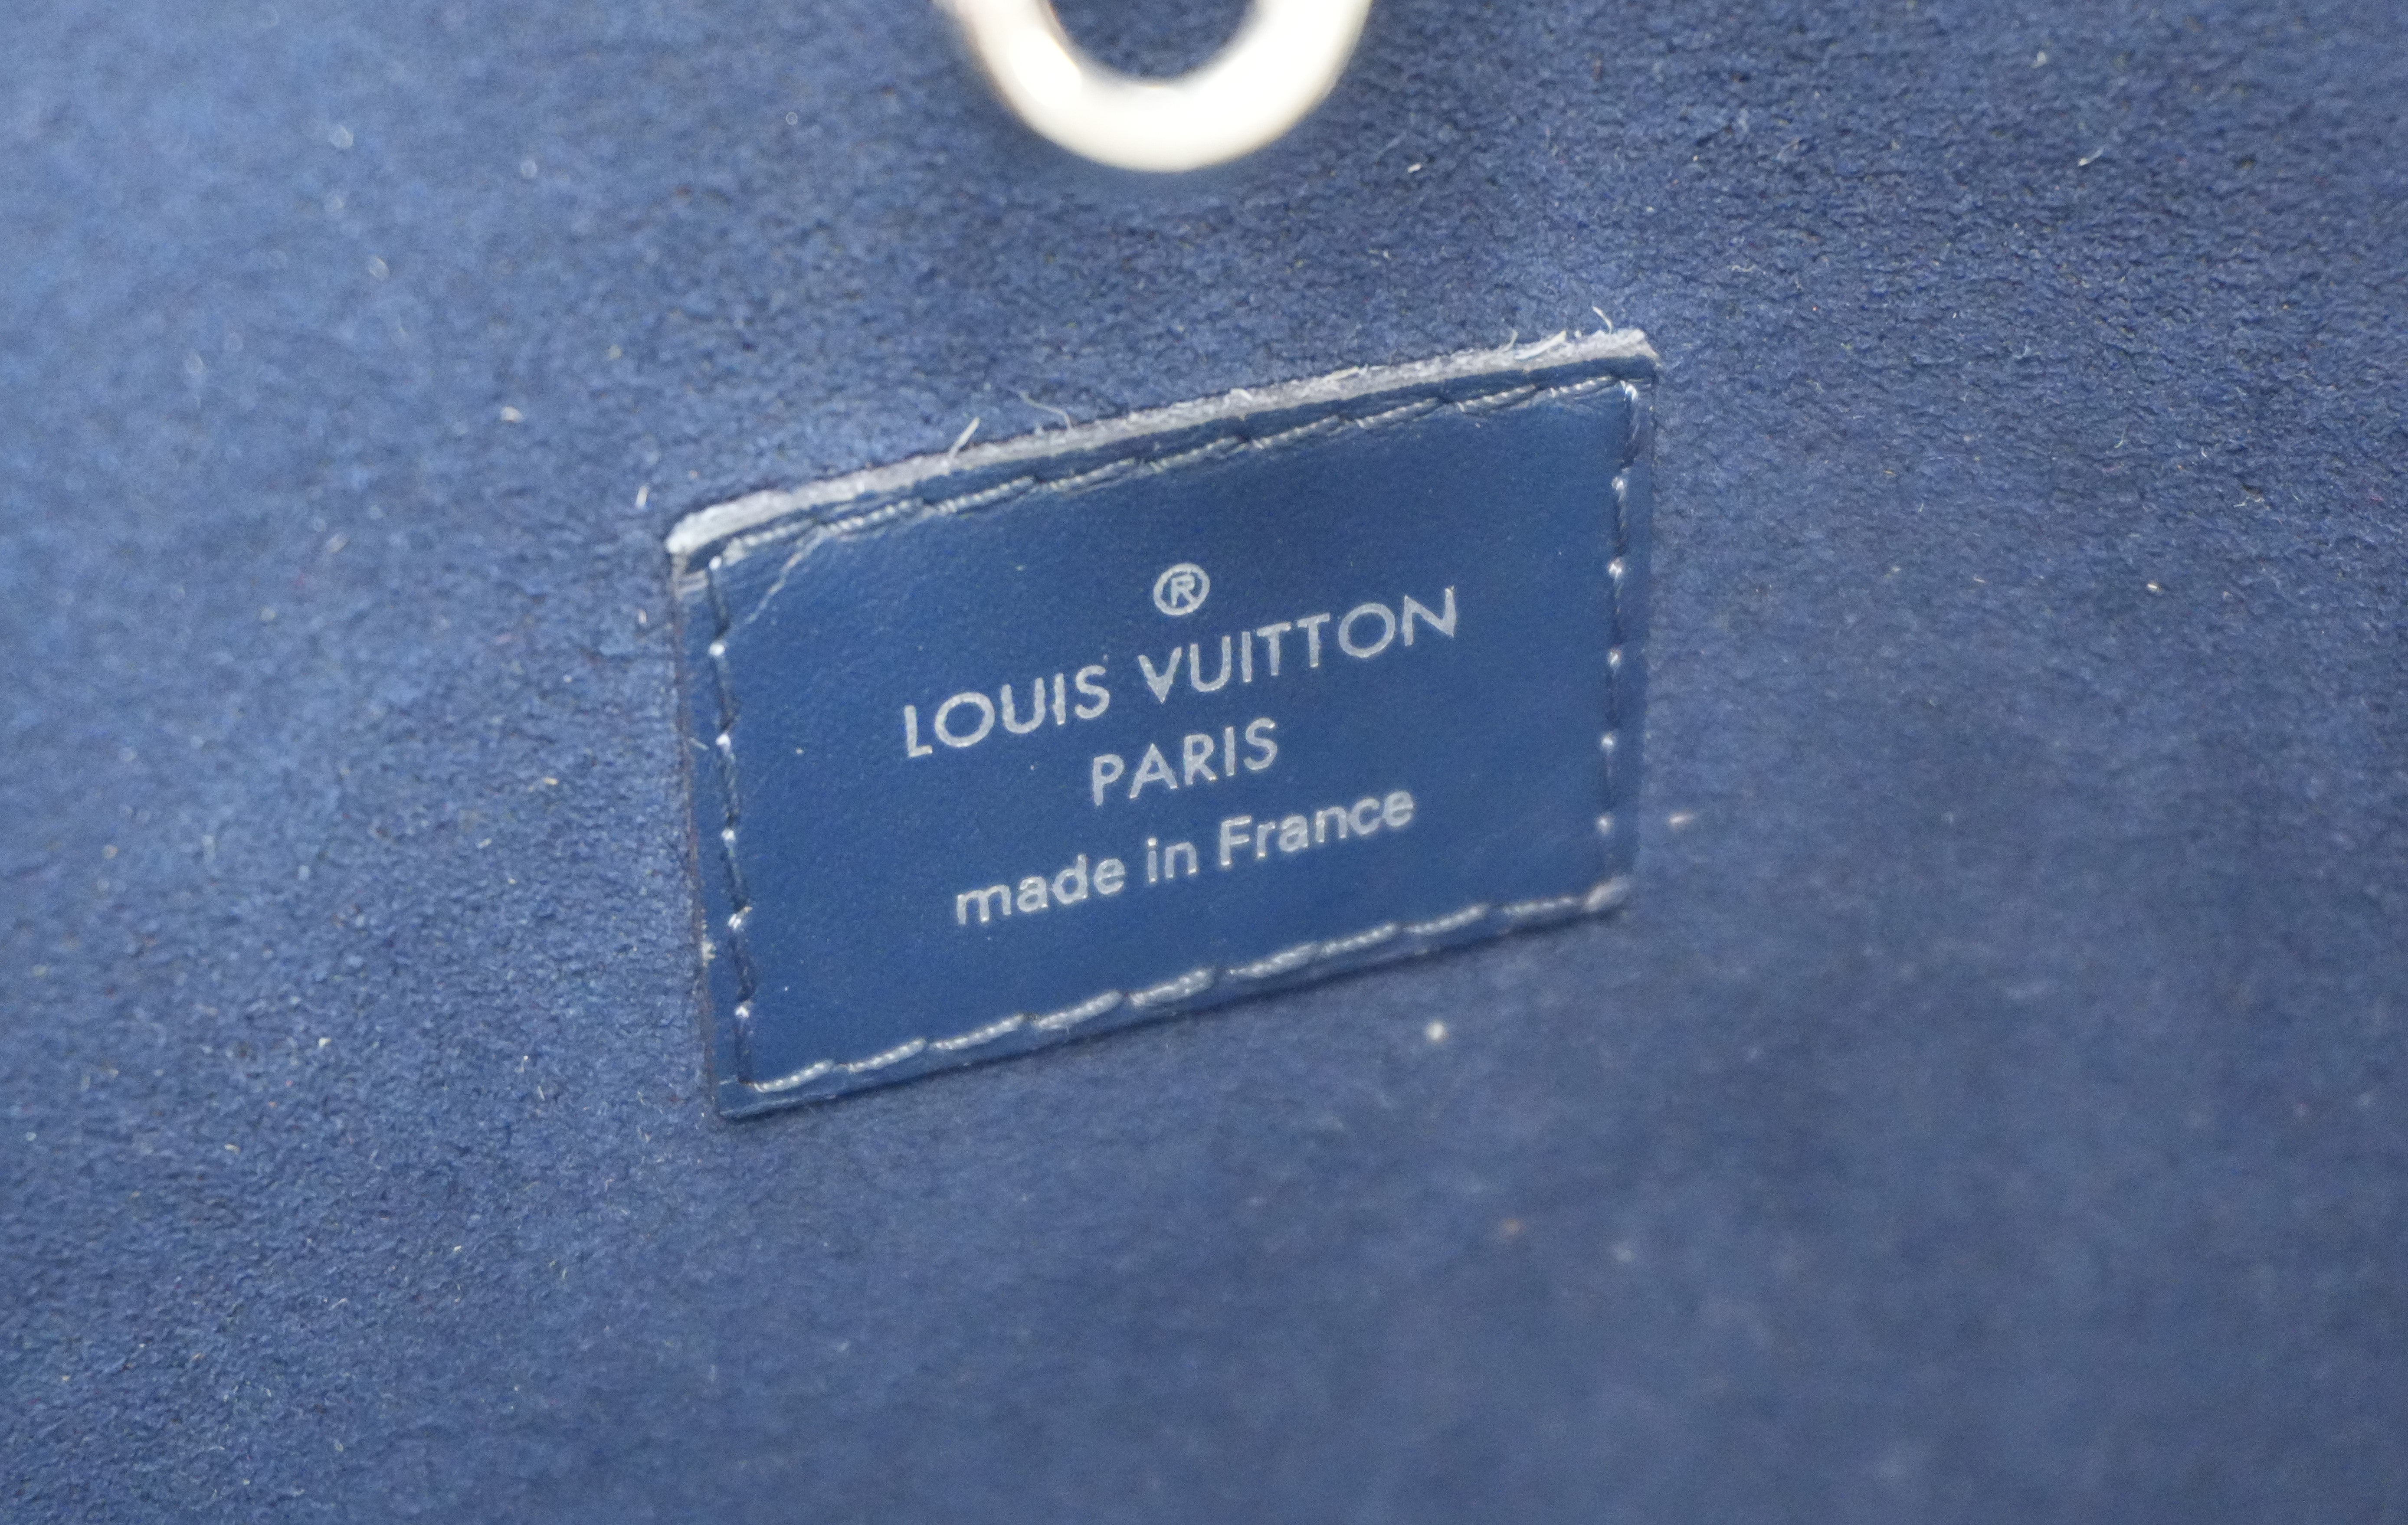 ®
LOUIS VUITTON
PARIS
made in France